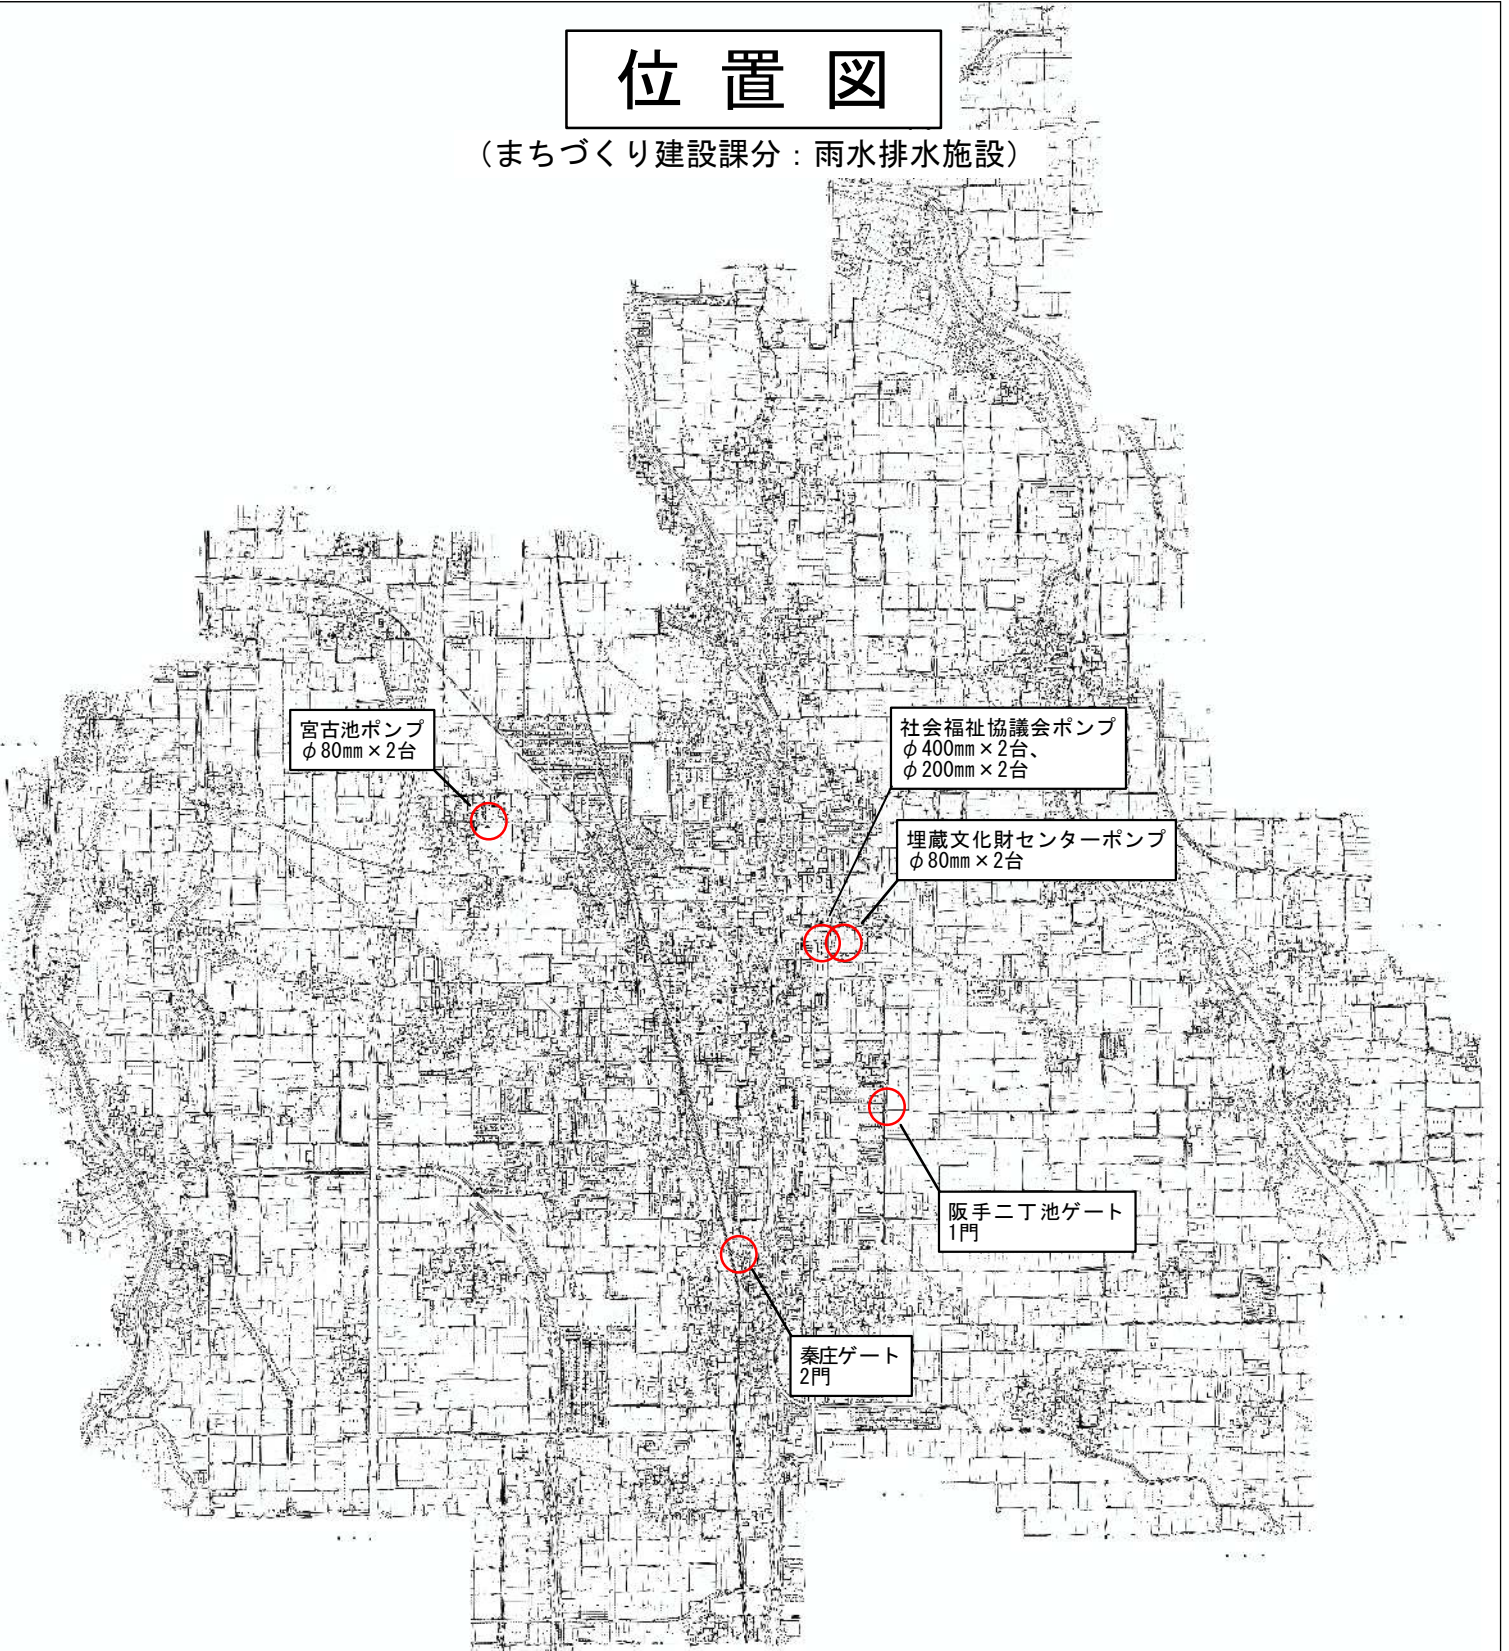 位置図
（まちづくり建設課分：雨水排水施設）
宮古池ポンプ
φ80mm×2台
社会福祉協議会ポンプ
φ400mm×2台、
φ200mm×2台
埋蔵文化財センターポンプ
φ80mm×2台
阪手二丁池ゲート
1門
秦庄ゲート
2門